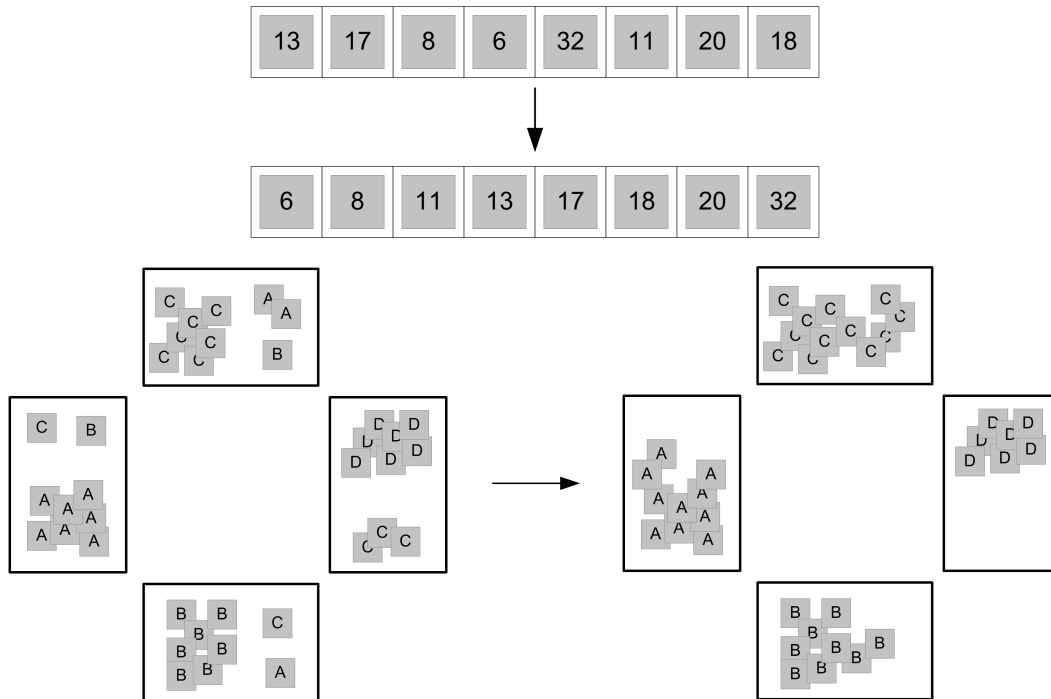 13 17 8 6 32 11 20 18
6 8 11 13 17 18 20 32
C C A
C A
C C
C C B
C
C C C
C C
C C
C C C
C C
C B
A A
A A
A A A
D D
D D
D D D
C C
C
A
A A
A A
A A
A A A
D D
D D
D D D
B B C
B
B B
B B A
B B
B B
B B B
B B